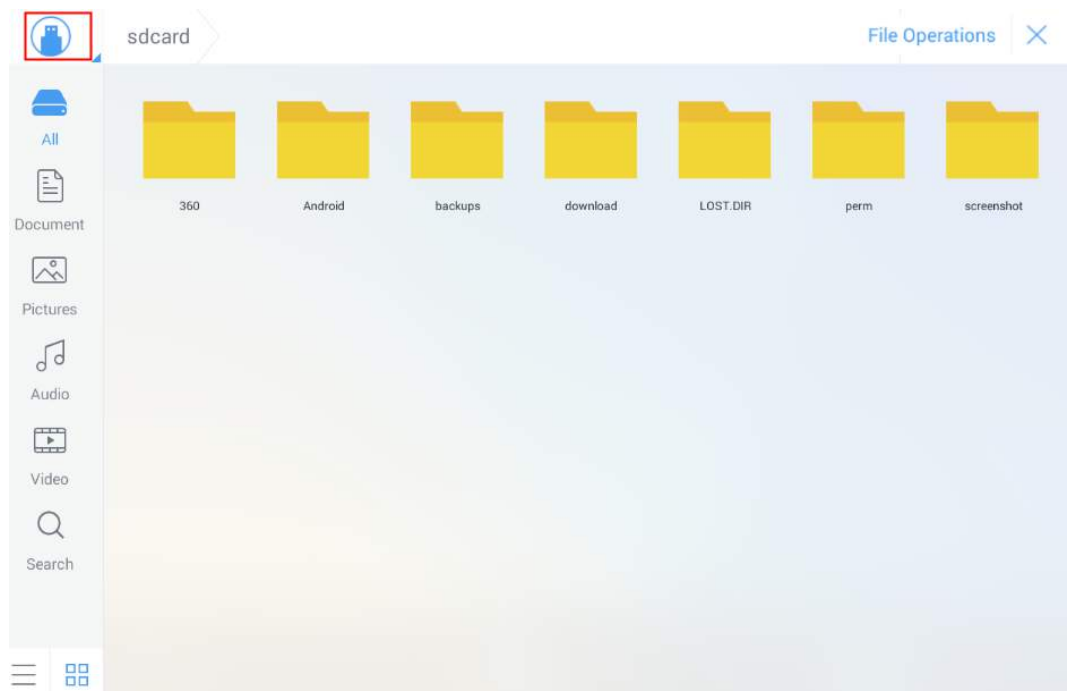 sdcard
File Operations
All
Document
Pictures
Audio
Video
Search
360
Android
backups
download
LOST.DIR
perm
screenshot